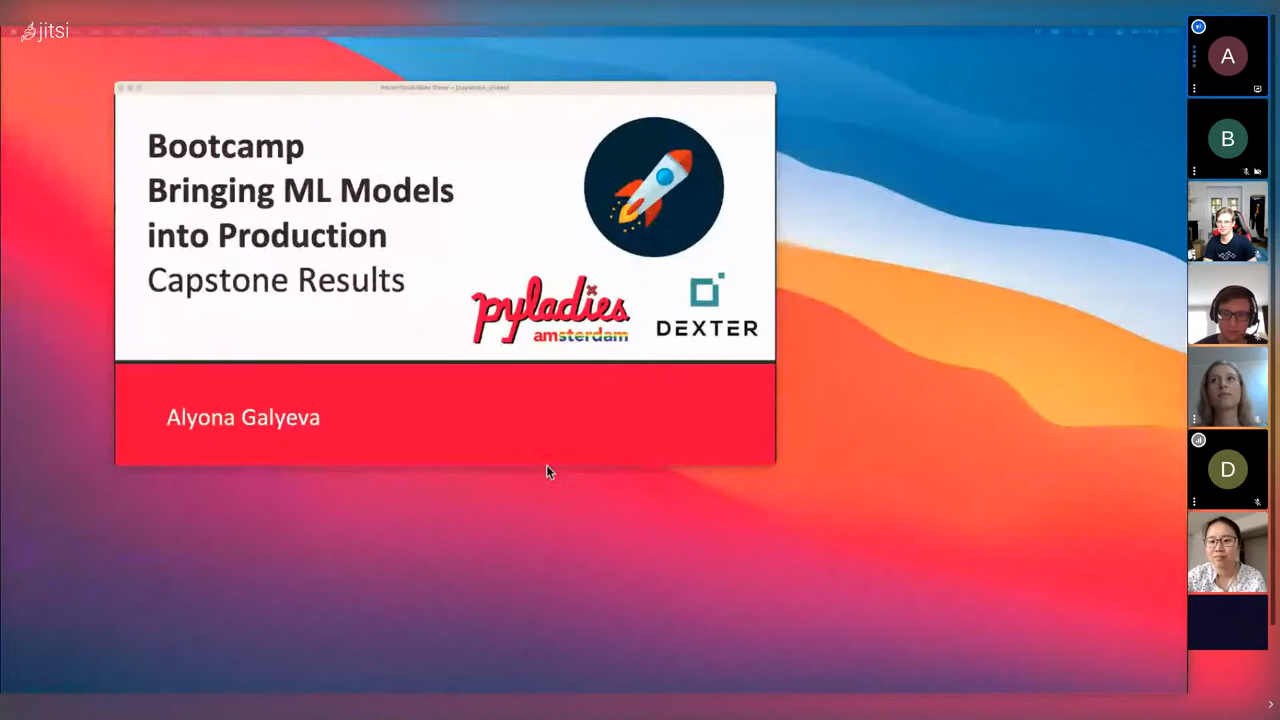 jitsi
Bootcamp
Bringing ML Models
into Production
Capstone Results
pyladies
amsterdam
DEXTER
Alyona Galyeva
A
B
D